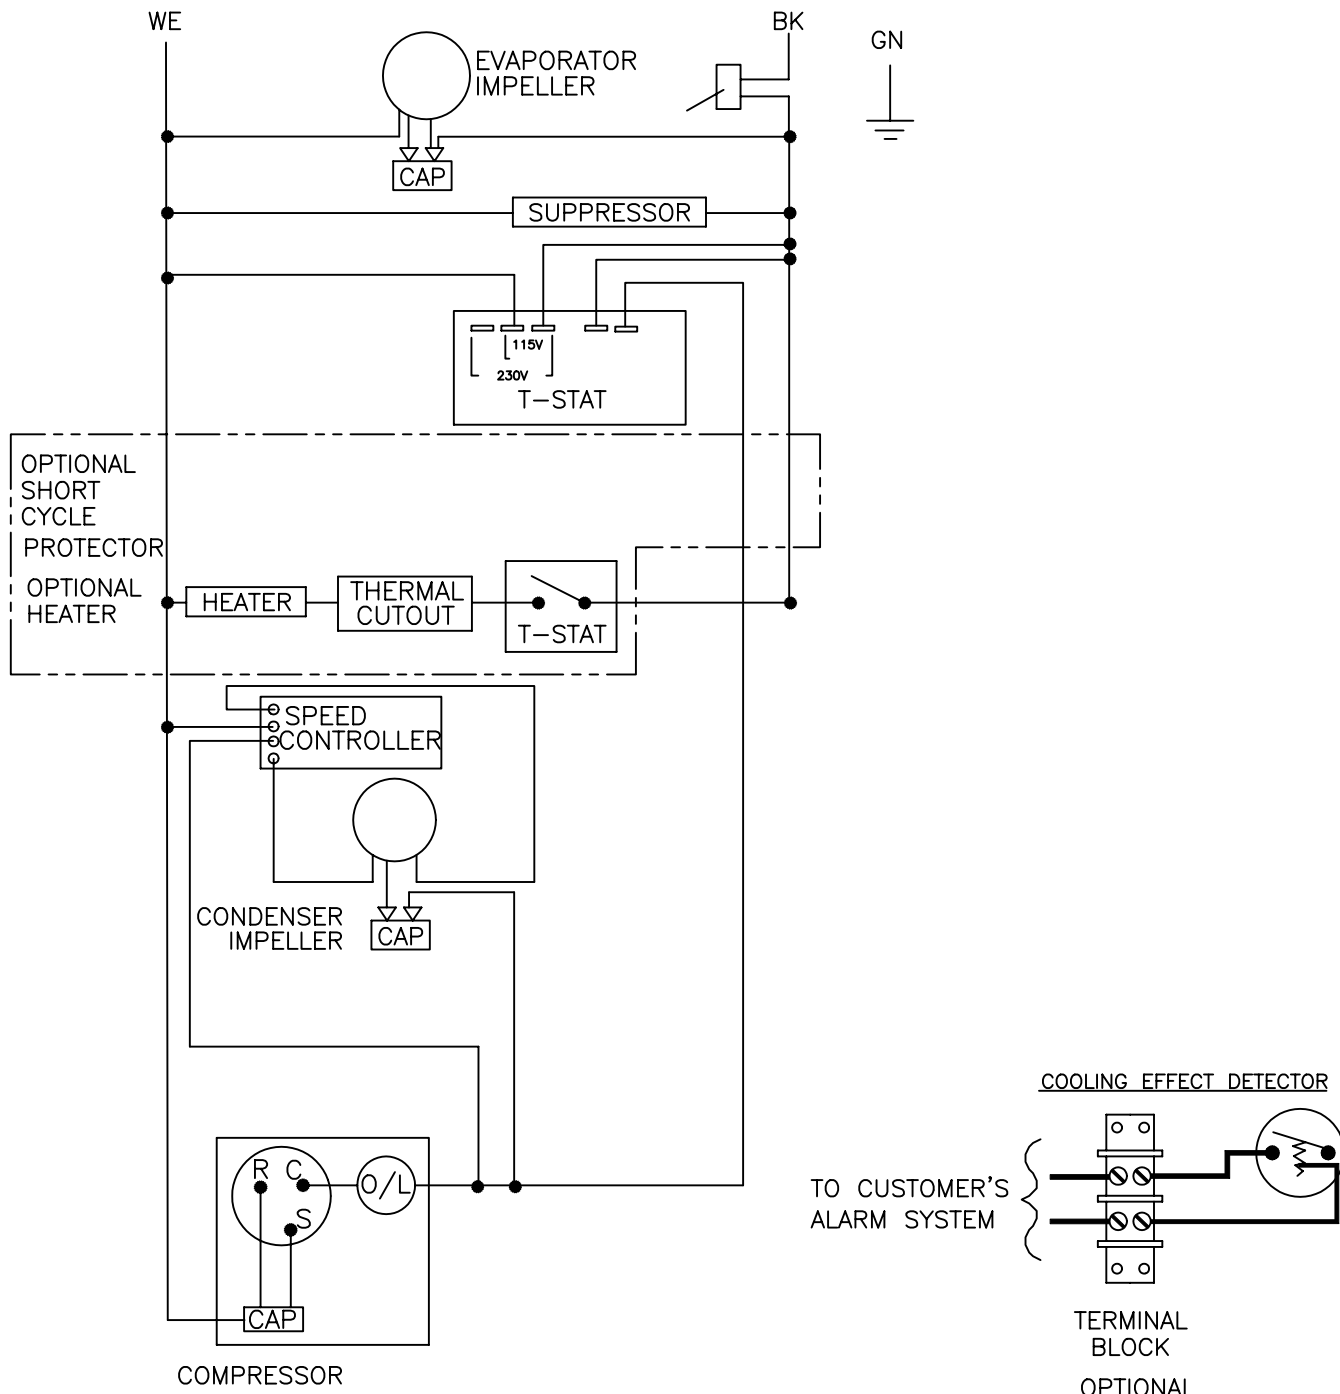 WE
BK
GN
EVAPORATOR
IMPELLER
CAP
SUPPRESSOR
115V
230V
T-STAT
OPTIONAL
SHORT
CYCLE
PROTECTOR
OPTIONAL
HEATER
HEATER
THERMAL
CUTOUT
T-STAT
SPEED
CONTROLLER
CONDENSER
IMPELLER
CAP
R
C
S
O/L
CAP
COMPRESSOR
COOLING EFFECT DETECTOR
TO CUSTOMER'S
ALARM SYSTEM
TERMINAL
BLOCK
OPTIONAL